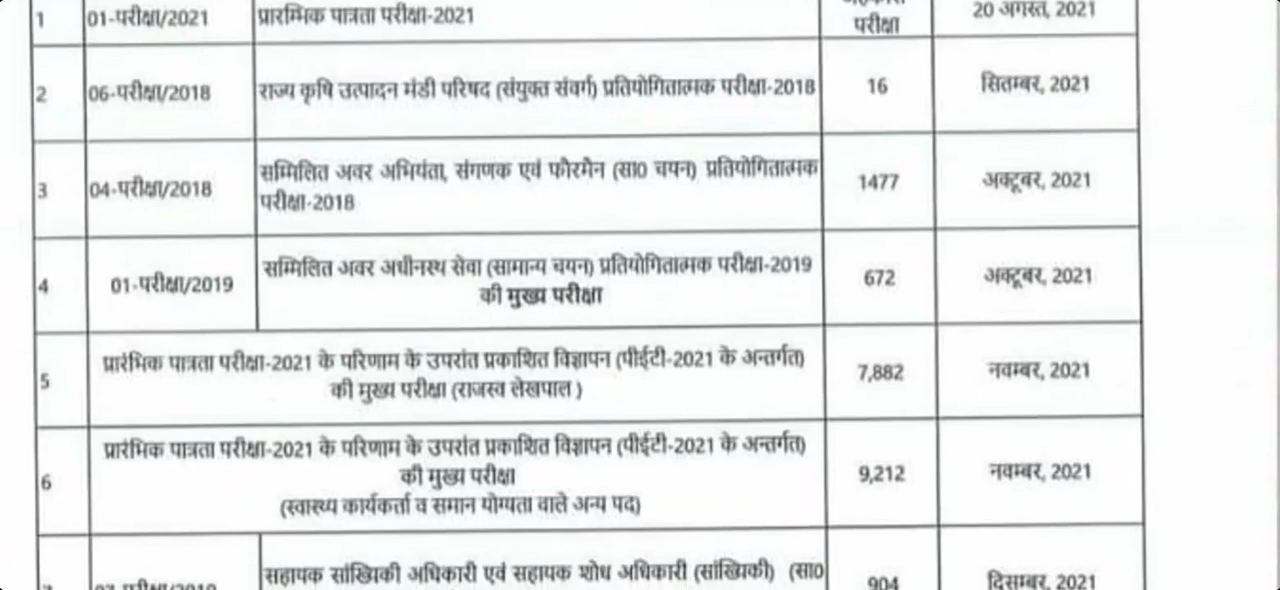 1 01-परीक्षा/2021 प्रारम्भिक पात्रता परीक्षा-2021 परीक्षा 20 अगस्त, 2021
2 06-परीक्षा/2018 राज्य कृषि उत्पादन मंडी परिषद (संयुक्त संवर्ग) प्रतियोगितात्मक परीक्षा-2018 16 सितम्बर, 2021
3 04-परीक्षा/2018 सम्मिलित अवर अभियंता, संगणक एवं फौरमैन (सा0 चयन) प्रतियोगितात्मक 1477 अक्टूबर, 2021
परीक्षा-2018
4 01-परीक्षा/2019 सम्मिलित अवर अधीनस्थ सेवा (सामान्य चयन) प्रतियोगितात्मक परीक्षा-2019 672 अक्टूबर, 2021
की मुख्य परीक्षा
5 प्रारंभिक पात्रता परीक्षा-2021 के परिणाम के उपरांत प्रकाशित विज्ञापन (पीईटी-2021 के अन्तर्गत) 7,882 नवम्बर, 2021
की मुख्य परीक्षा (राजस्व लेखपाल )
6 प्रारंभिक पात्रता परीक्षा-2021 के परिणाम के उपरांत प्रकाशित विज्ञापन (पीईटी-2021 के अन्तर्गत) 9,212 नवम्बर, 2021
की मुख्य परीक्षा
(स्वास्थ्य कार्यकर्ता व समान योग्यता वाले अन्य पद)
सहायक सांख्यिकी अधिकारी एवं सहायक शोध अधिकारी (सांख्यिकी) (सा0 904 दिसम्बर, 2021